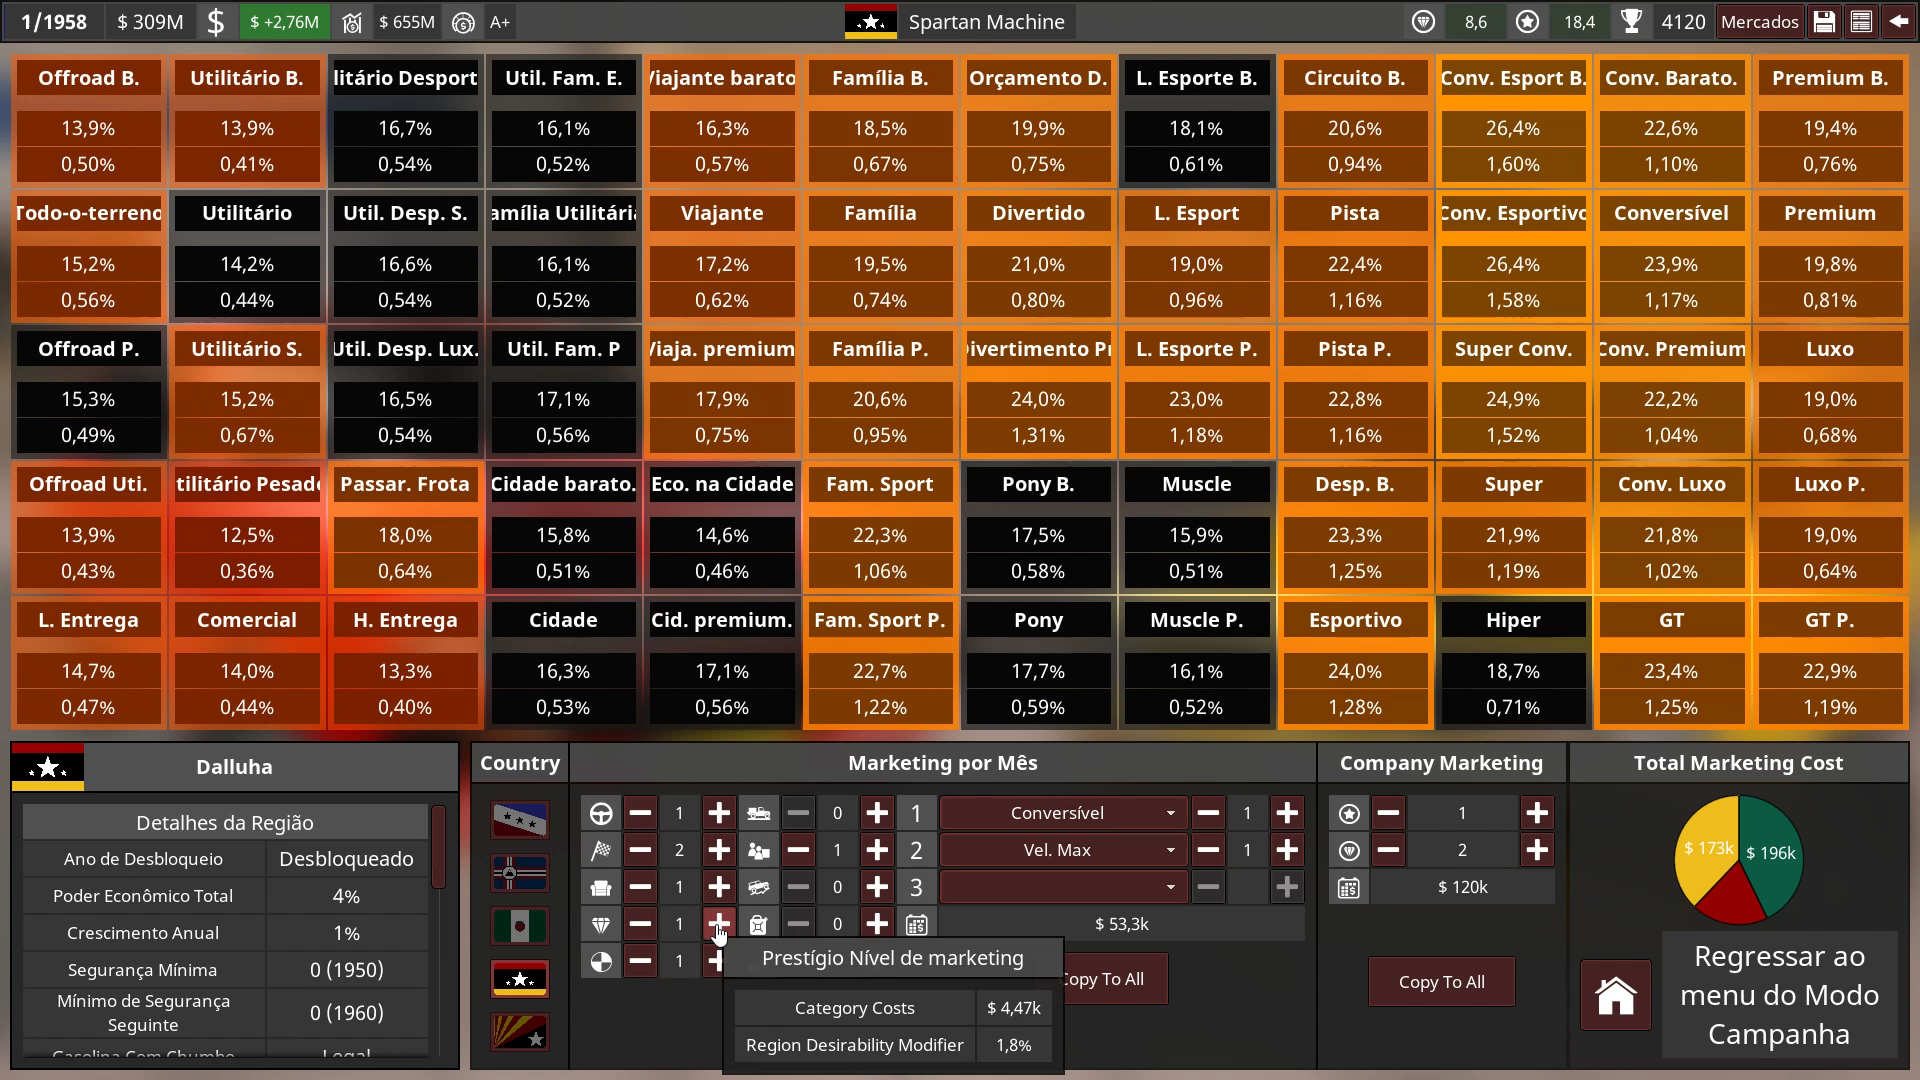 1/1958 $ 309M $ +2,76M $ 655M A+ Spartan Machine 8,6 18,4 4120 Mercados
Offroad B. Utilitário B. litário Desport Util. Fam. E. Viajante barato Família B. Orçamento D. L. Esporte B. Circuito B. Conv. Esport B. Conv. Barato. Premium B.
13,9% 13,9% 16,7% 16,1% 16,3% 18,5% 19,9% 18,1% 20,6% 26,4% 22,6% 19,4%
0,50% 0,41% 0,54% 0,52% 0,57% 0,67% 0,75% 0,61% 0,94% 1,60% 1,10% 0,76%
Todo-o-terreno Utilitário Util. Desp. S. amília Utilitári Viajante Família Divertido L. Esport Pista Conv. Esportivo Conversível Premium
15,2% 14,2% 16,6% 16,1% 17,2% 19,5% 21,0% 19,0% 22,4% 26,4% 23,9% 19,8%
0,56% 0,44% 0,54% 0,52% 0,62% 0,74% 0,80% 0,96% 1,16% 1,58% 1,17% 0,81%
Offroad P. Utilitário S. Util. Desp. Lux. Util. Fam. P Viaja. premium Família P. Divertimento Pr L. Esporte P. Pista P. Super Conv. Conv. Premium Luxo
15,3% 15,2% 16,5% 17,1% 17,9% 20,6% 24,0% 23,0% 22,8% 24,9% 22,2% 19,0%
0,49% 0,67% 0,54% 0,56% 0,75% 0,95% 1,31% 1,18% 1,16% 1,52% 1,04% 0,68%
Offroad Uti. tilitário Pesado Passar. Frota Cidade barato. Eco. na Cidade Fam. Sport Pony B. Muscle Desp. B. Super Conv. Luxo Luxo P.
13,9% 12,5% 18,0% 15,8% 14,6% 22,3% 17,5% 15,9% 23,3% 21,9% 21,8% 19,0%
0,43% 0,36% 0,64% 0,51% 0,46% 1,06% 0,58% 0,51% 1,25% 1,19% 1,02% 0,64%
L. Entrega Comercial H. Entrega Cidade Cid. premium. Fam. Sport P. Pony Muscle P. Esportivo Hiper GT GT P.
14,7% 14,0% 13,3% 16,3% 17,1% 22,7% 17,7% 16,1% 24,0% 18,7% 23,4% 22,9%
0,47% 0,44% 0,40% 0,53% 0,56% 1,22% 0,59% 0,52% 1,28% 0,71% 1,25% 1,19%
Dalluha
Detalhes da Região
Ano de Desbloqueio Desbloqueado
Poder Econômico Total 4%
Crescimento Anual 1%
Segurança Mínima 0 (1950)
Mínimo de Segurança
Seguinte 0 (1960)
Gasolina Com Chumbo Legal
Country
Marketing por Mês
1 0 1 Conversível 1
2 1 2 Vel. Max 1
1 0 3
1 0 $ 53,3k
1
Copy To All
Prestígio Nível de marketing
Category Costs $ 4,47k
Region Desirability Modifier 1,8%
Company Marketing
1
2
$ 120k
Copy To All
Total Marketing Cost
$ 173k $ 196k
Regressar ao
menu do Modo
Campanha